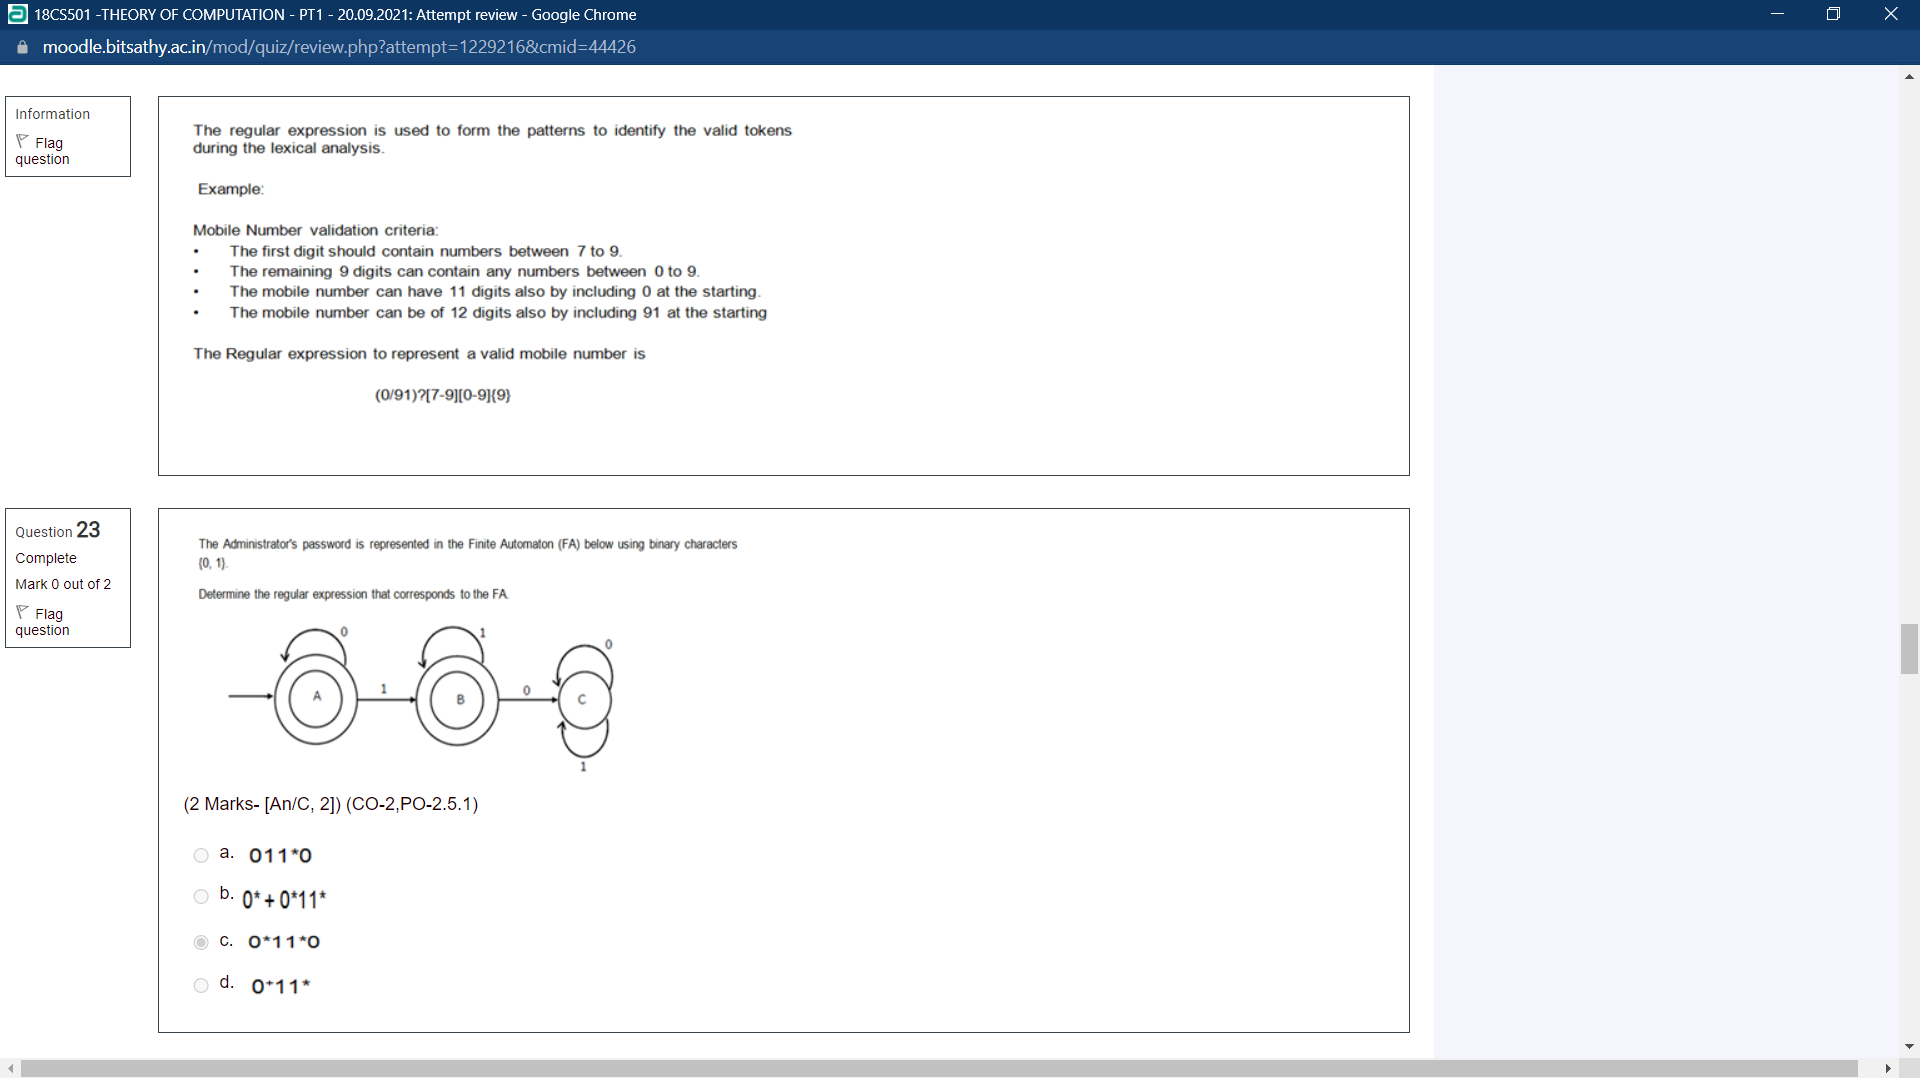 18CS501 -THEORY OF COMPUTATION - PT1 - 20.09.2021: Attempt review - Google Chrome
moodle.bitsathy.ac.in/mod/quiz/review.php?attempt=1229216&cmid=44426
Information
Flag
question
The regular expression is used to form the patterns to identify the valid tokens
during the lexical analysis.
Example:
Mobile Number validation criteria:
• The first digit should contain numbers between 7 to 9.
• The remaining 9 digits can contain any numbers between 0 to 9.
• The mobile number can have 11 digits also by including 0 at the starting.
• The mobile number can be of 12 digits also by including 91 at the starting
The Regular expression to represent a valid mobile number is
(0/91)?[7-9][0-9]{9}
Question 23
Complete
Mark 0 out of 2
Flag
question
The Administrator's password is represented in the Finite Automaton (FA) below using binary characters
{0, 1}.
Determine the regular expression that corresponds to the FA.
0
1
0
A
1
B
0
C
1
(2 Marks- [An/C, 2]) (CO-2,PO-2.5.1)
a. 011*0
b. 0* + 0*11*
c. 0*11*0
d. 0*11*